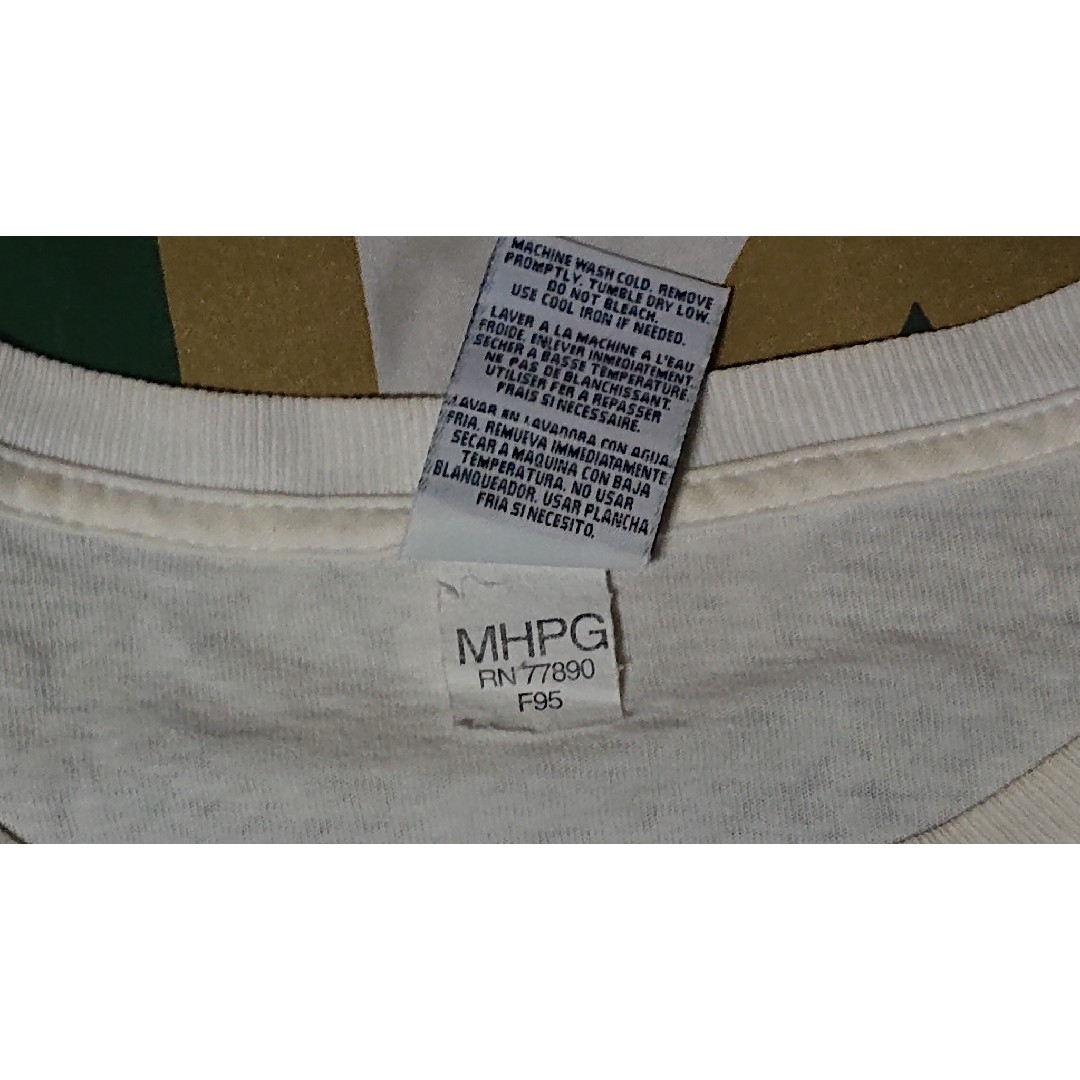 MACHINE WASH COLD. REMOVE
PROMPTLY. TUMBLE DRY LOW.
DO NOT BLEACH.
USE COOL IRON IF NEEDED.
LAVER A LA MACHINE A L'EAU
FROIDE, ENLEVER INMEDIATEMENT.
SECHER A BASSE TEMPERATURE.
NE PAS DE BLANCHISSANT.
UTILISER FER A REPASSER
FRAIS SI NECESSAIRE.
LAVAR EN LAVADORA CON AGUA
FRIA. REMUEVA IMMEDIATAMENTE
SECAR A MAQUINA CON BAJA
TEMPERATURA. NO USAR
BLANQUEADOR. USAR PLANCHA
FRIA SI NECESITO.
MHPG
RN 77890
F95